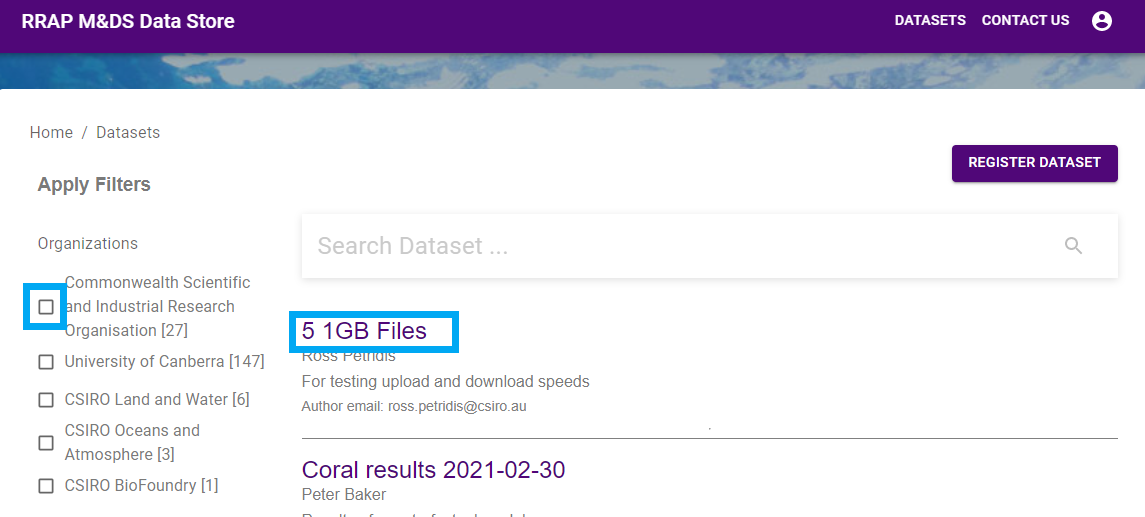 RRAP M&DS Data Store
DATASETS CONTACT US
Home / Datasets
REGISTER DATASET
Apply Filters
Organizations
Commonwealth Scientific
and Industrial Research
Organisation [27]
University of Canberra [147]
CSIRO Land and Water [6]
CSIRO Oceans and
Atmosphere [3]
CSIRO BioFoundry [1]
Search Dataset ...
5 1GB Files
Ross Petridis
For testing upload and download speeds
Author email: ross.petridis@csiro.au
Coral results 2021-02-30
Peter Baker